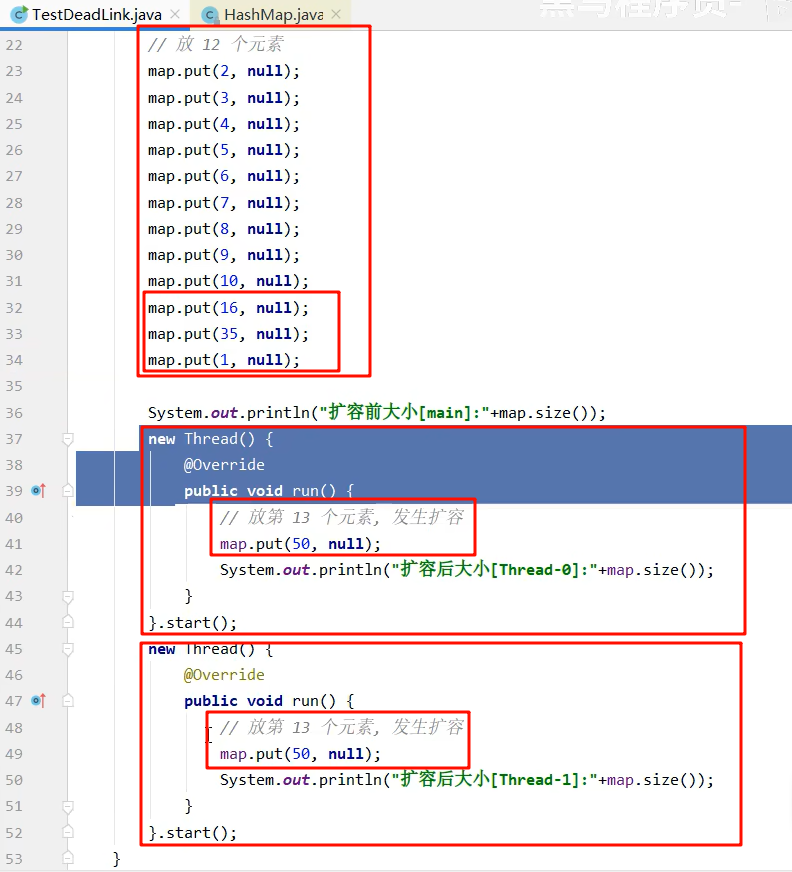 TestDeadLink.java × HashMap.java ×
黑马程序员-
22 // 放 12 个元素
23 map.put(2, null);
24 map.put(3, null);
25 map.put(4, null);
26 map.put(5, null);
27 map.put(6, null);
28 map.put(7, null);
29 map.put(8, null);
30 map.put(9, null);
31 map.put(10, null);
32 map.put(16, null);
33 map.put(35, null);
34 map.put(1, null);
35
36 System.out.println("扩容前大小[main]:"+map.size());
37 new Thread() {
38 @Override
39 public void run() {
40 // 放第 13 个元素, 发生扩容
41 map.put(50, null);
42 System.out.println("扩容后大小[Thread-0]:"+map.size());
43 }
44 }.start();
45 new Thread() {
46 @Override
47 public void run() {
48 // 放第 13 个元素, 发生扩容
49 map.put(50, null);
50 System.out.println("扩容后大小[Thread-1]:"+map.size());
51 }
52 }.start();
53 }